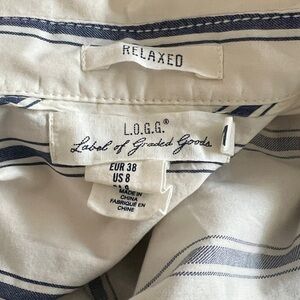 RELAXED
L.O.G.G.®
Label of Graded Goods
EUR 38
US 8
MADE IN
CHINA
FABRIQUÉ EN
CHINE